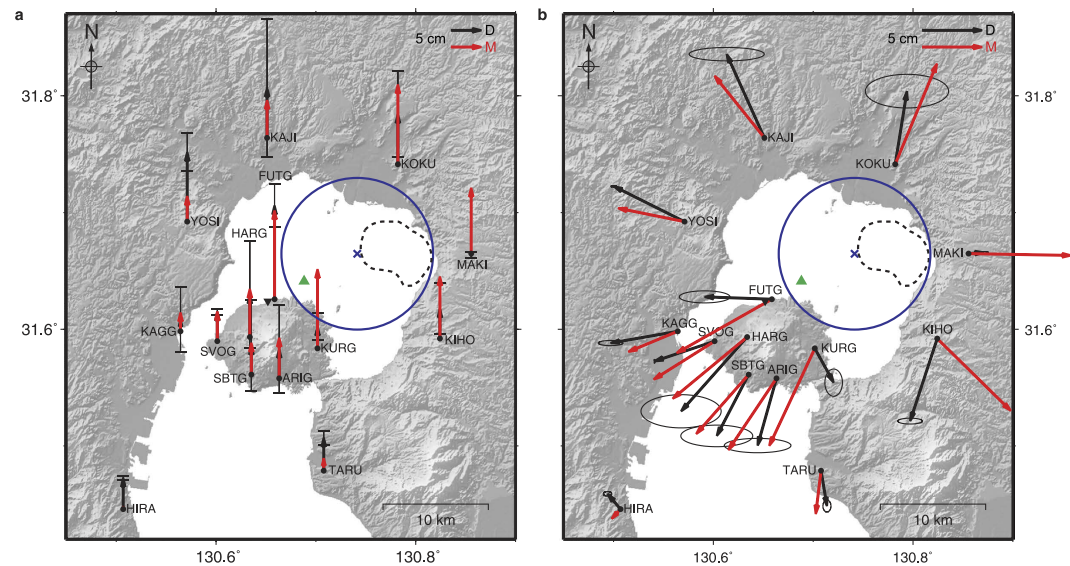 a
N
5 cm
D
M
31.8
31.6
KAJI
KOKU
FUTG
YOSI
HARG
MAKI
KAGG
SVOG
KIHO
KURG
SBTG
ARIG
TARU
HIRA
10 km
130.6˚
130.8˚
b
N
5 cm
D
M
31.8˚
31.6˚
KAJI
KOKU
YOSI
MAKI
FUTG
KAGG
SVOG
HARG
KURG
KIHO
SBTG
ARIG
TARU
HIRA
10 km
130.6˚
130.8˚